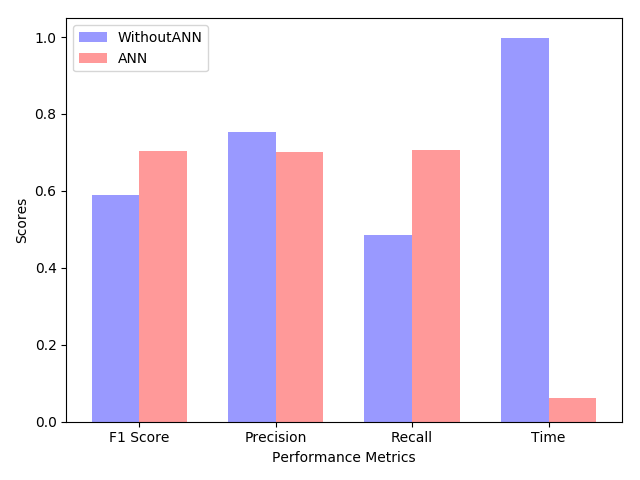 WithoutANN
ANN
1.0
0.8
0.6
0.4
0.2
0.0
Scores
F1 Score Precision Recall Time
Performance Metrics